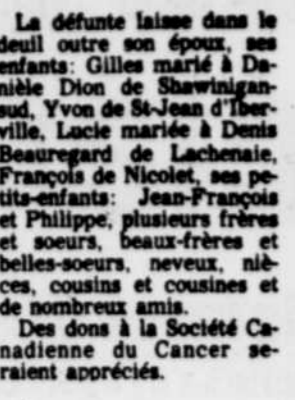 La défunte laisse dans le
deuil outre son époux, ses
enfants: Gilles marié à Da-
nièle Dion de Shawinigan-
sud, Yvon de St-Jean d'Iber-
ville, Lucie mariée à Denis
Beauregard de Lachenaie,
François de Nicolet, ses pe-
tits-enfants: Jean-François
et Philippe, plusieurs frères
et soeurs, beaux-frères et
belles-soeurs, neveux, niè-
ces, cousins et cousines et
de nombreux amis.
Des dons à la Société Ca-
nadienne du Cancer se-
raient appréciés.